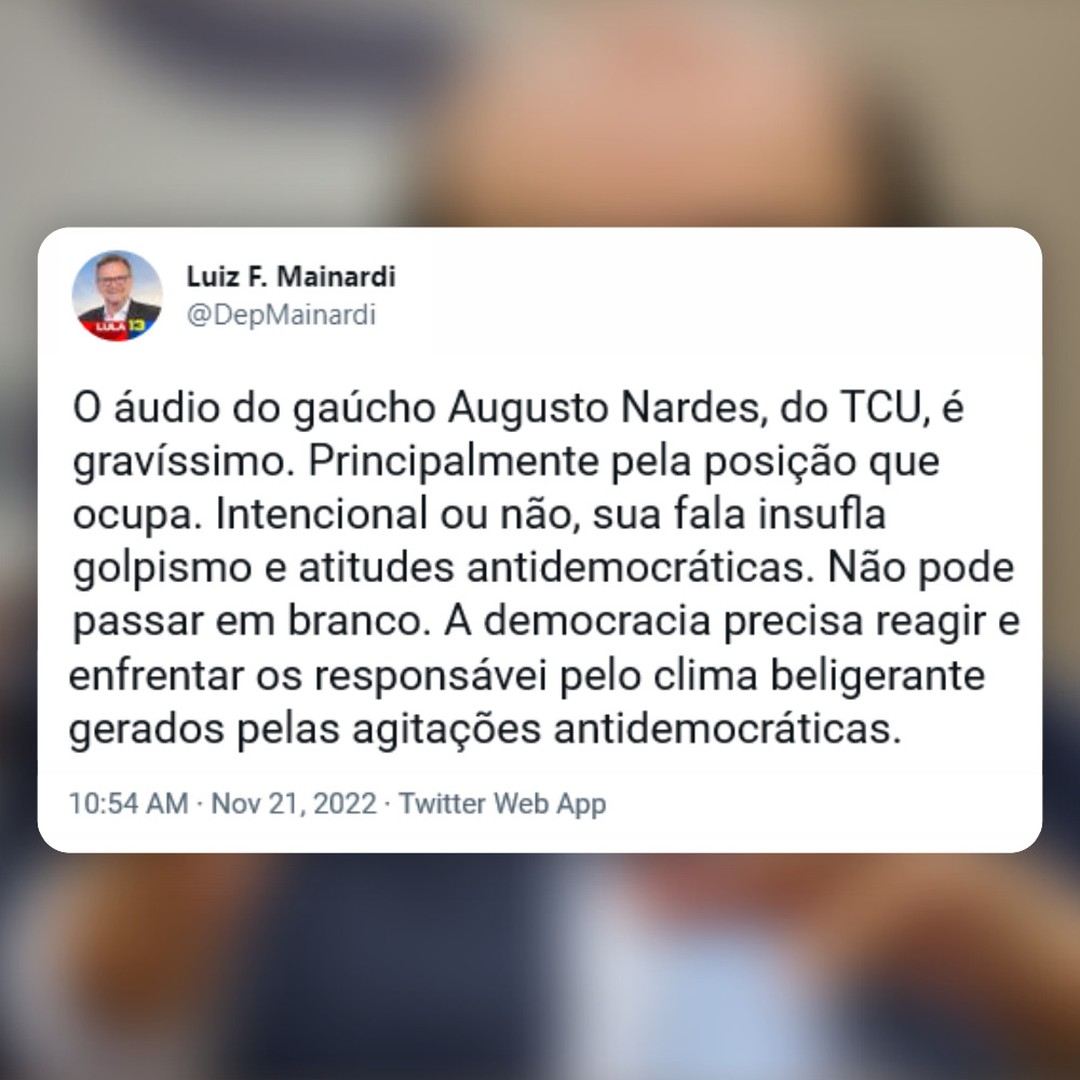 Luiz F. Mainardi
@DepMainardi
LULA 13
O áudio do gaúcho Augusto Nardes, do TCU, é
gravíssimo. Principalmente pela posição que
ocupa. Intencional ou não, sua fala insufla
golpismo e atitudes antidemocráticas. Não pode
passar em branco. A democracia precisa reagir e
enfrentar os responsávei pelo clima beligerante
gerados pelas agitações antidemocráticas.
10:54 AM · Nov 21, 2022 · Twitter Web App